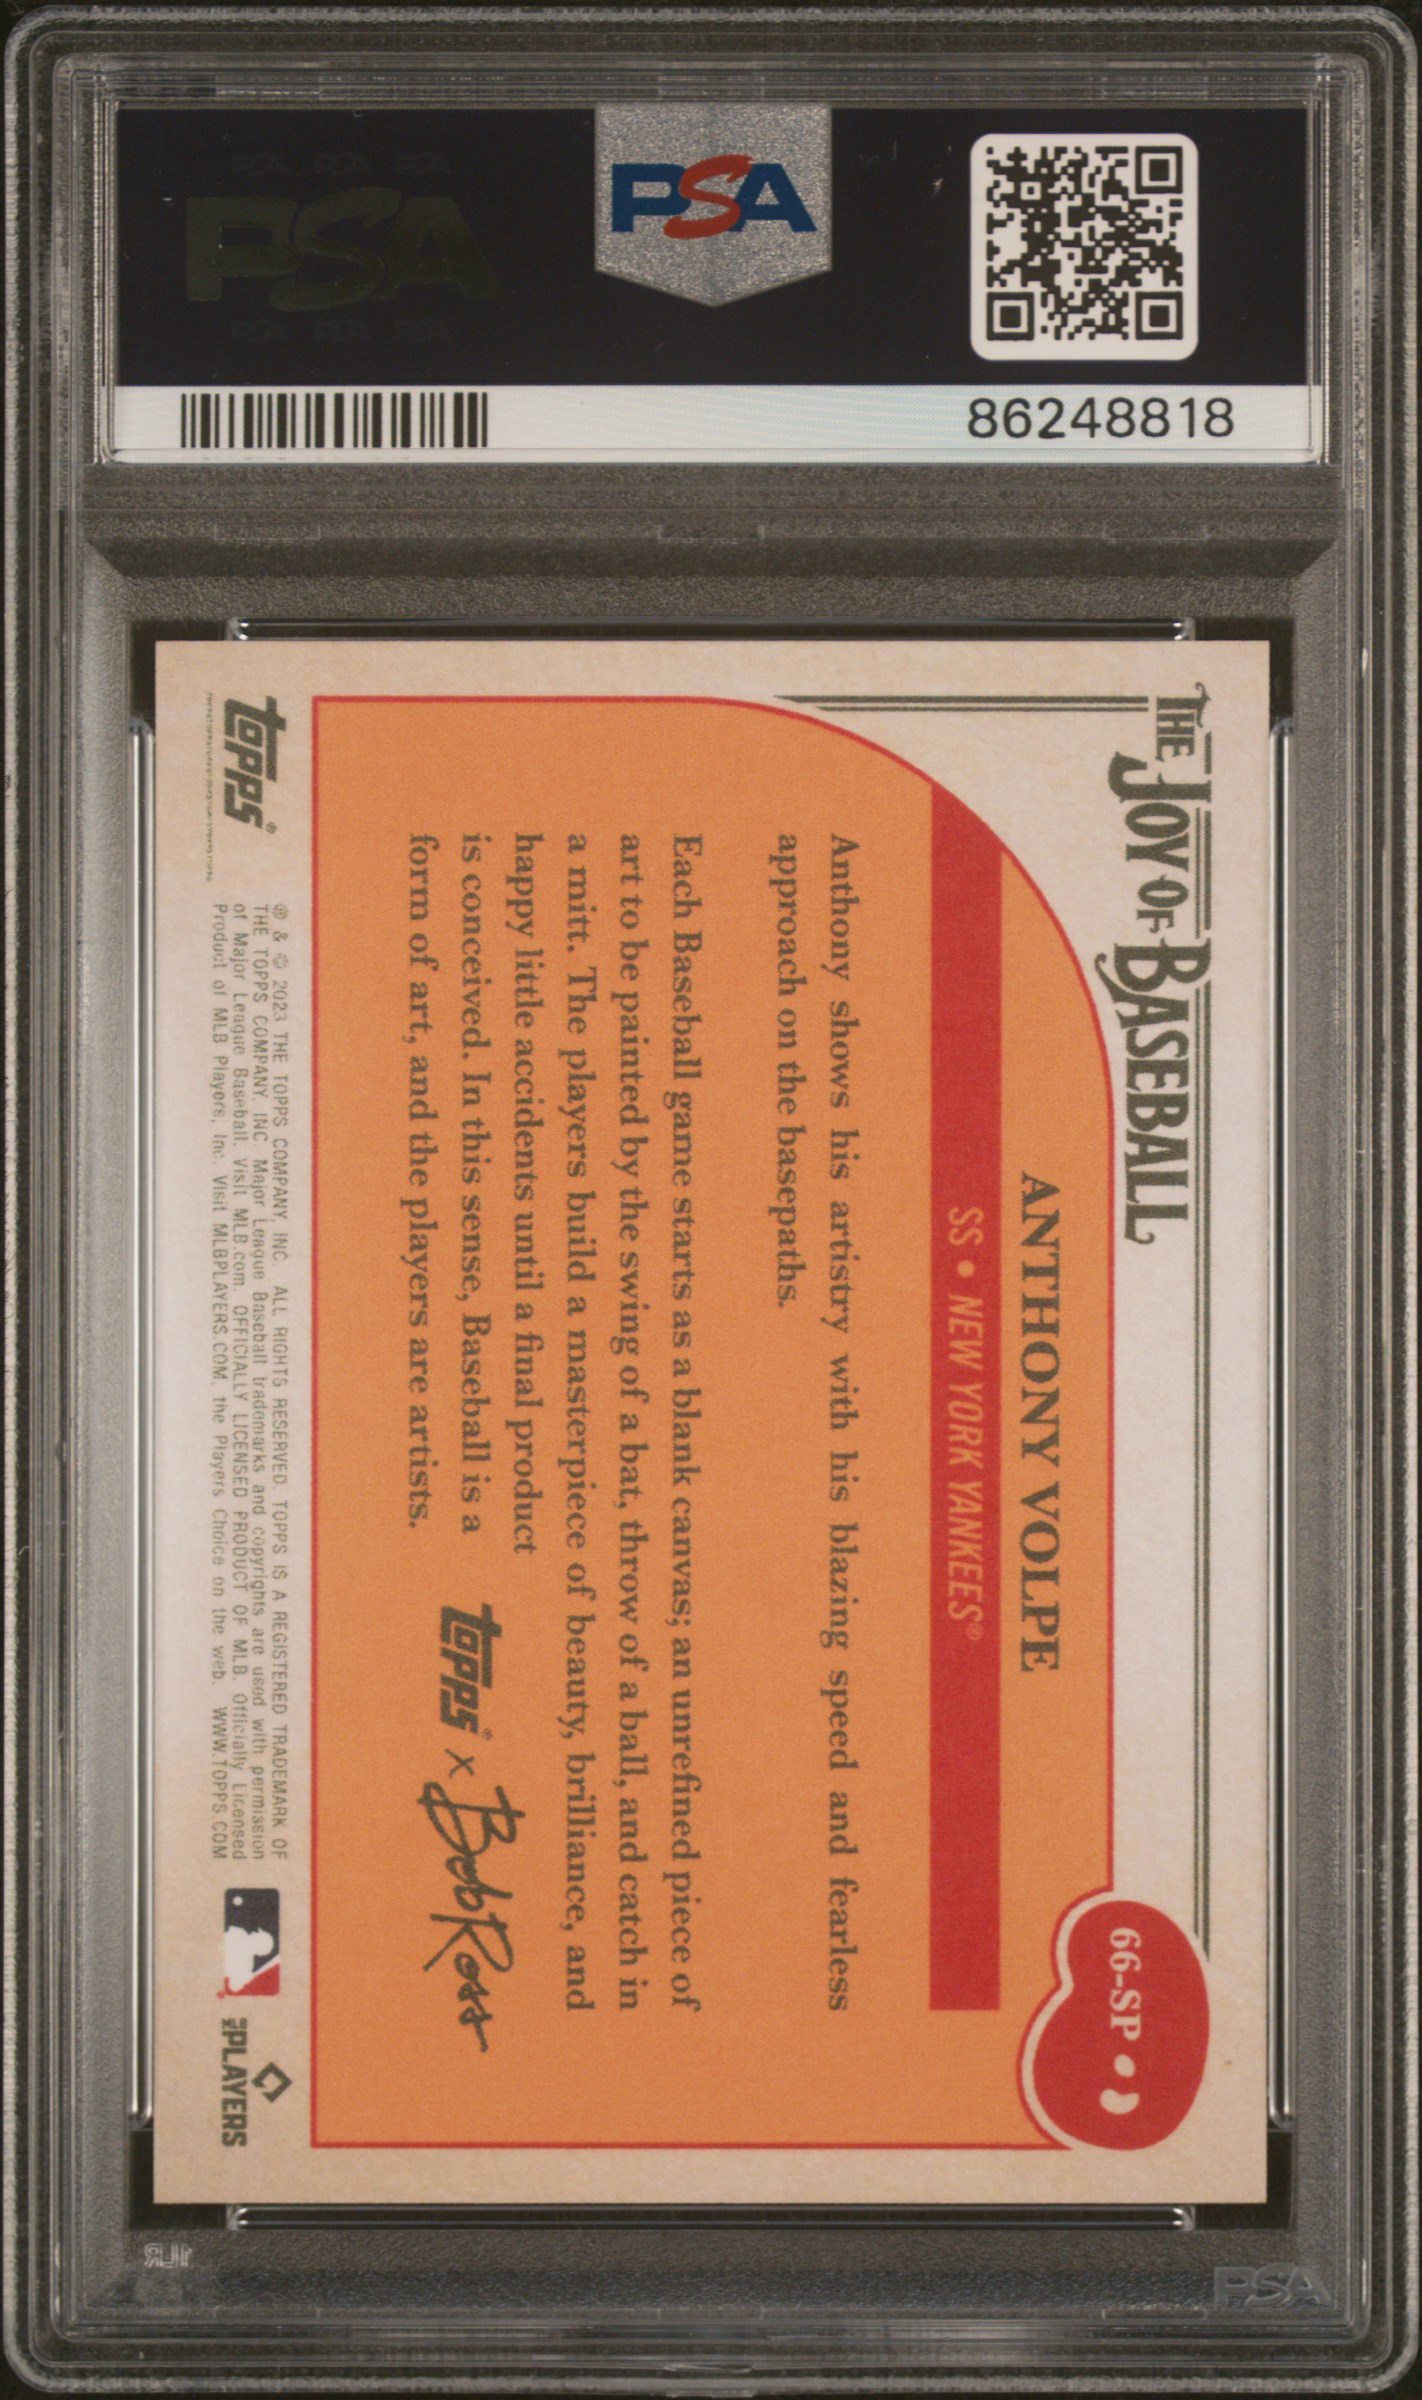 PSA
PSA
86248818
THE JOY OF BASEBALL
66-SP
ANTHONY VOLPE
SS • NEW YORK YANKEES®
Anthony shows his artistry with his blazing speed and fearless
approach on the basepaths.
Each Baseball game starts as a blank canvas; an unrefined piece of
art to be painted by the swing of a bat, throw of a ball, and catch in
a mitt. The players build a masterpiece of beauty, brilliance, and
happy little accidents until a final product
is conceived. In this sense, Baseball is a
form of art, and the players are artists.
topps® x Bob Ross
topps®
® & © 2023 THE TOPPS COMPANY, INC. ALL RIGHTS RESERVED. TOPPS IS A REGISTERED TRADEMARK OF
THE TOPPS COMPANY, INC. Major League Baseball trademarks and copyrights are used with permission
of Major League Baseball. Visit MLB.com. OFFICIALLY LICENSED PRODUCT OF MLB. Officially Licensed
Product of MLB Players, Inc. Visit MLBPLAYERS.COM, the Players Choice on the web. WWW.TOPPS.COM
PLAYERS
PSA